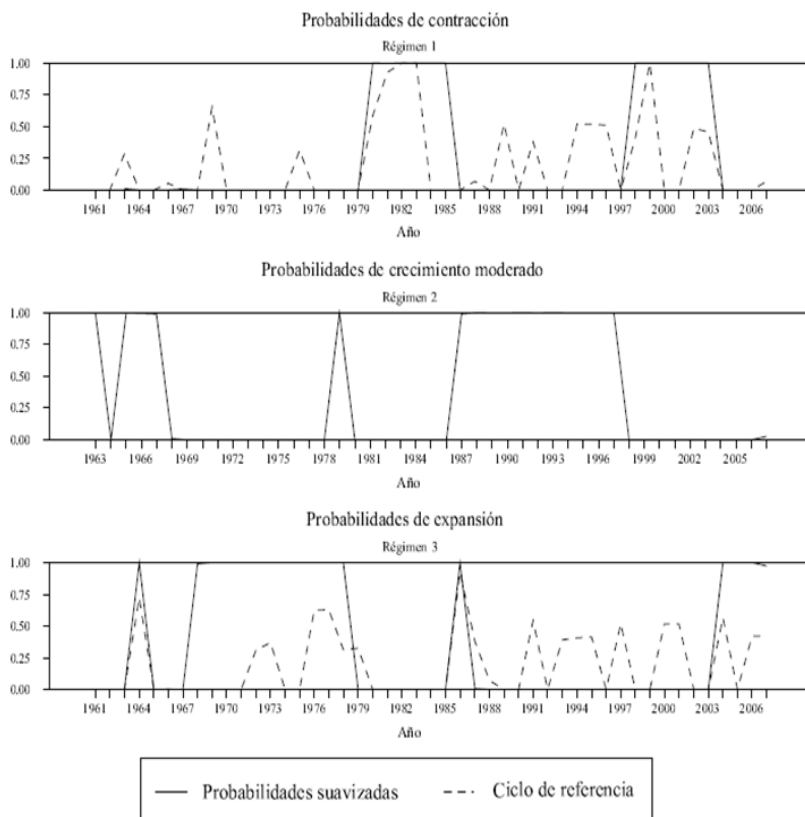 Probabilidades de contracción
Régimen 1
1.00
0.75
0.50
0.25
0.00
1961 1964 1967 1970 1973 1976 1979 1982 1985 1988 1991 1994 1997 2000 2003 2006
Año
Probabilidades de crecimiento moderado
Régimen 2
1.00
0.75
0.50
0.25
0.00
1963 1966 1969 1972 1975 1978 1981 1984 1987 1990 1993 1996 1999 2002 2005
Año
Probabilidades de expansión
Régimen 3
1.00
0.75
0.50
0.25
0.00
1961 1964 1967 1970 1973 1976 1979 1982 1985 1988 1991 1994 1997 2000 2003 2006
Año
Probabilidades suavizadas Ciclo de referencia